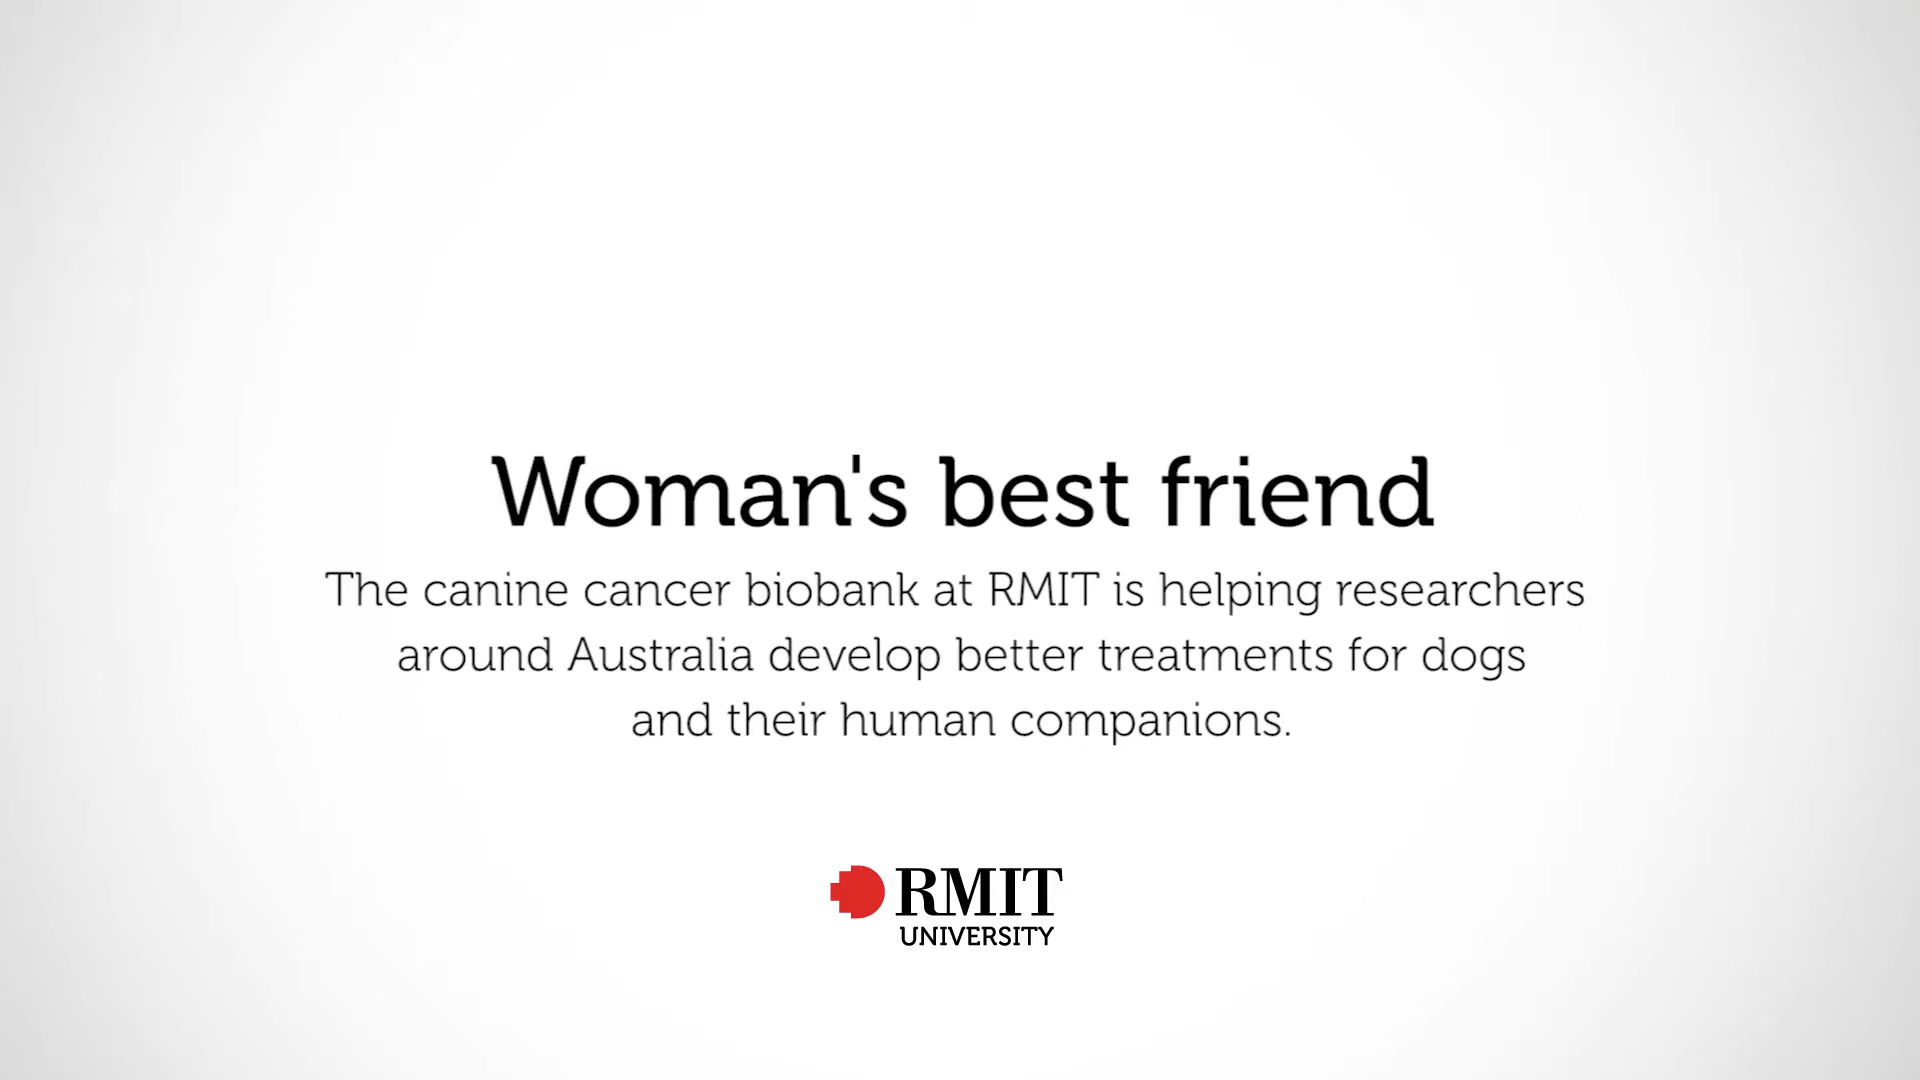 Woman's best friend
The canine cancer biobank at RMIT is helping researchers
around Australia develop better treatments for dogs
and their human companions.
RMIT
UNIVERSITY